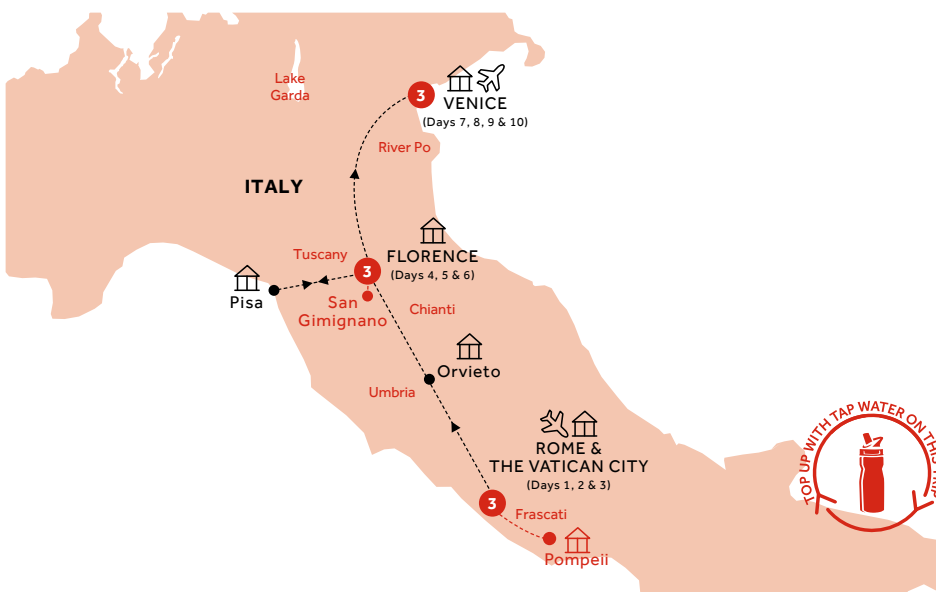 Lake
Garda
3
VENICE
(Days 7, 8, 9 & 10)
River Po
ITALY
FLORENCE
(Days 4, 5 & 6)
Tuscany
3
Pisa
San
Gimignano
Chianti
Orvieto
Umbria
ROME &
THE VATICAN CITY
(Days 1, 2 & 3)
3
Frascati
Pompeii
TOP UP WITH TAP WATER ON THIS TRIP